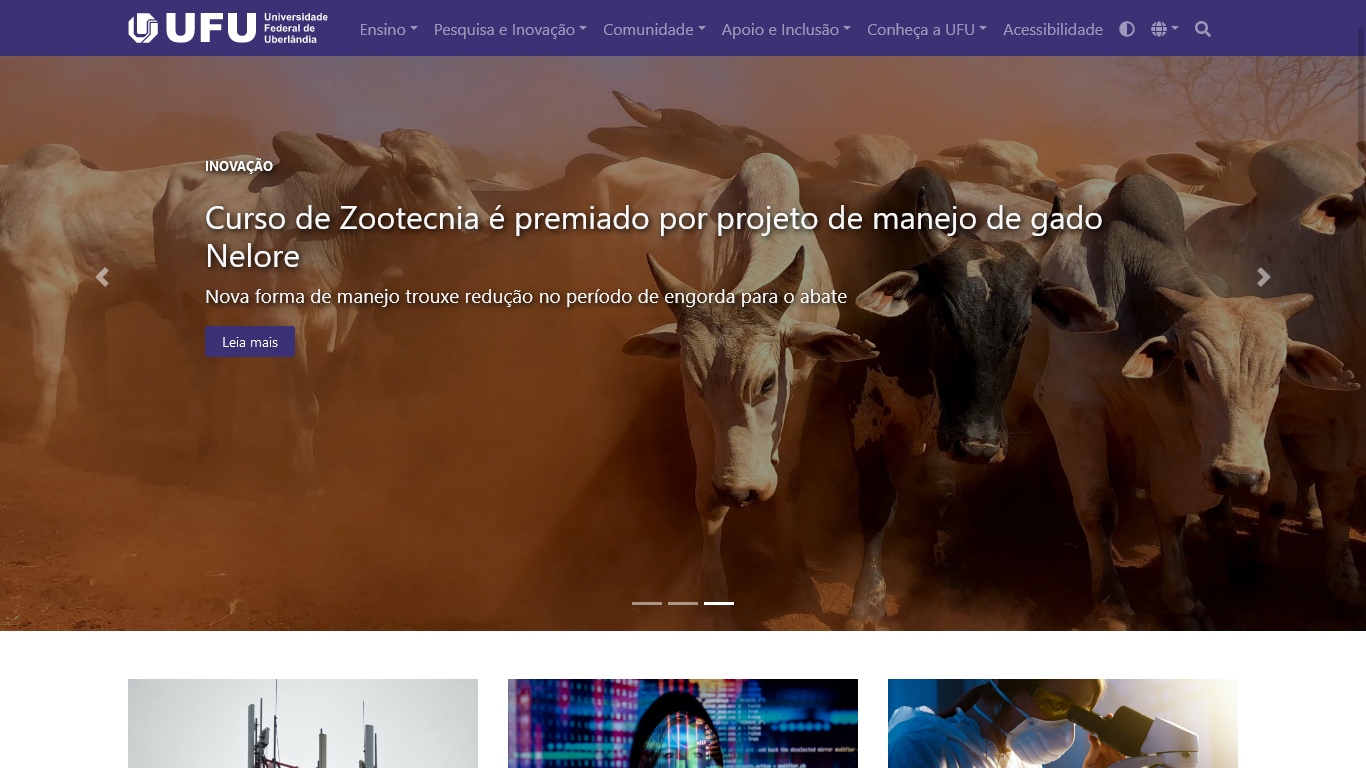 UFU
Universidade
Federal de
Uberlândia
Ensino
Pesquisa e Inovação
Comunidade
Apoio e Inclusão
Conheça a UFU
Acessibilidade
INOVAÇÃO
Curso de Zootecnia é premiado por projeto de manejo de gado
Nelore
Nova forma de manejo trouxe redução no período de engorda para o abate
Leia mais